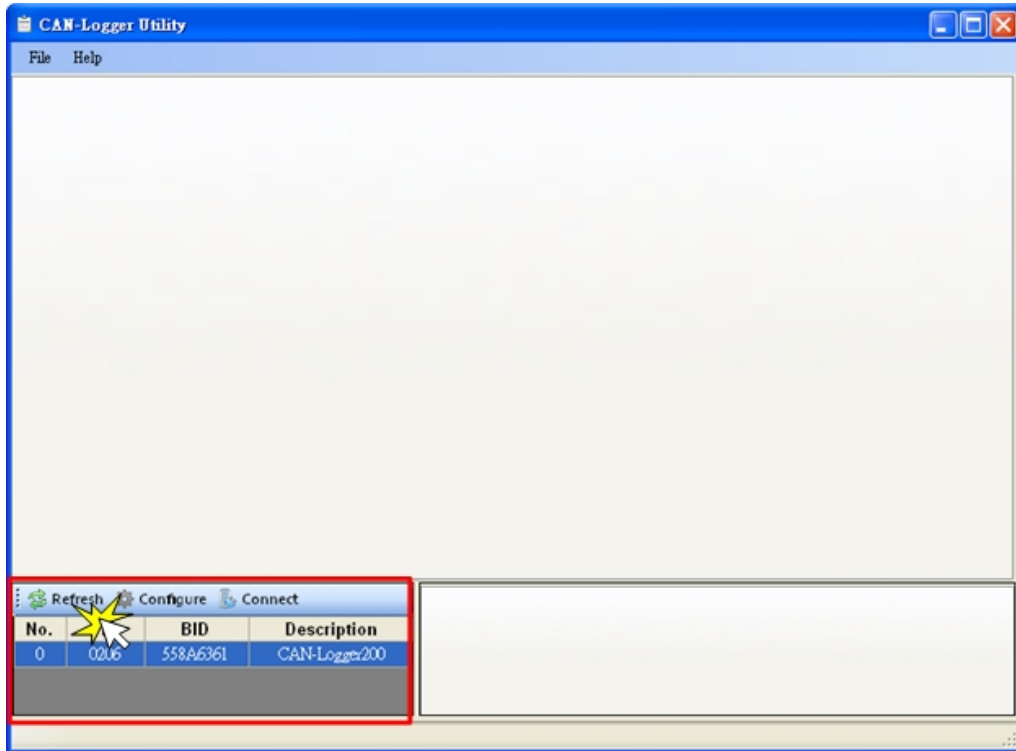 CAN-Logger Utility
File Help
Refresh Configure Connect
No. BID Description
0 0206 558A6361 CAN-Logger200